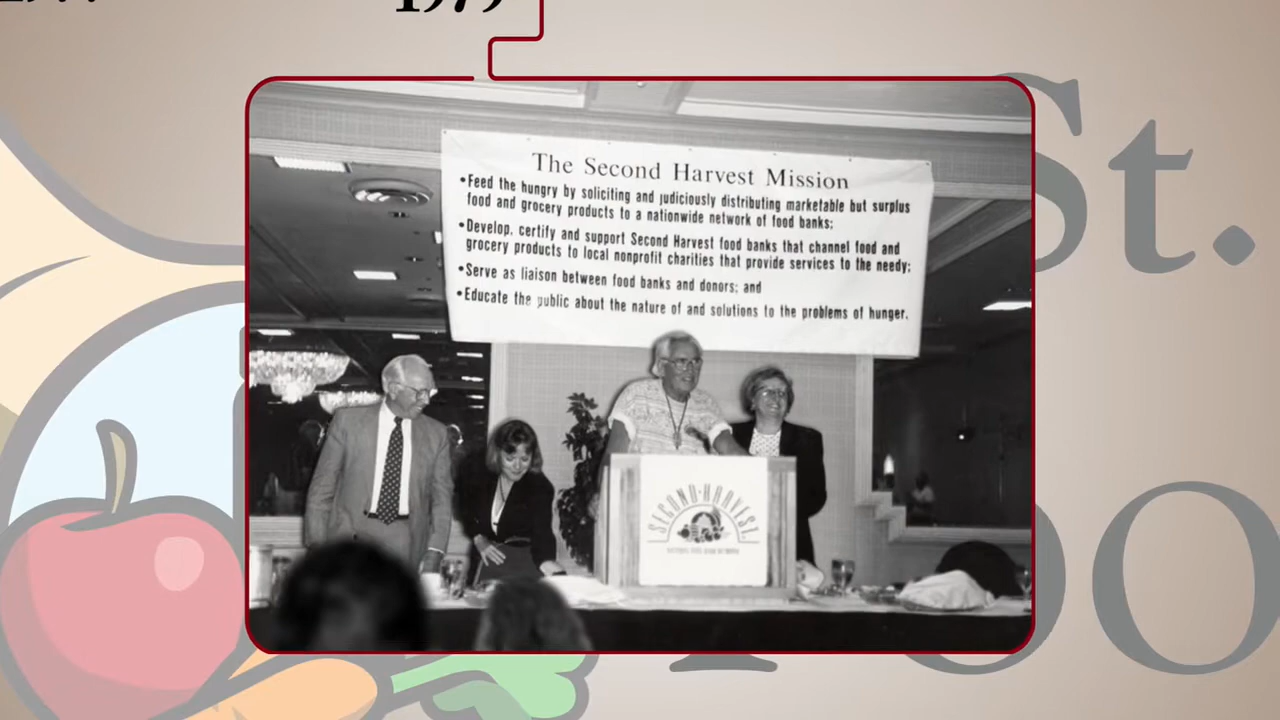 1979
St.
The Second Harvest Mission
•Feed the hungry by soliciting and judiciously distributing marketable but surplus
food and grocery products to a nationwide network of food banks;
•Develop, certify and support Second Harvest food banks that channel food and
grocery products to local nonprofit charities that provide services to the needy;
•Serve as liaison between food banks and donors; and
•Educate the public about the nature of and solutions to the problems of hunger.
SECOND HARVEST